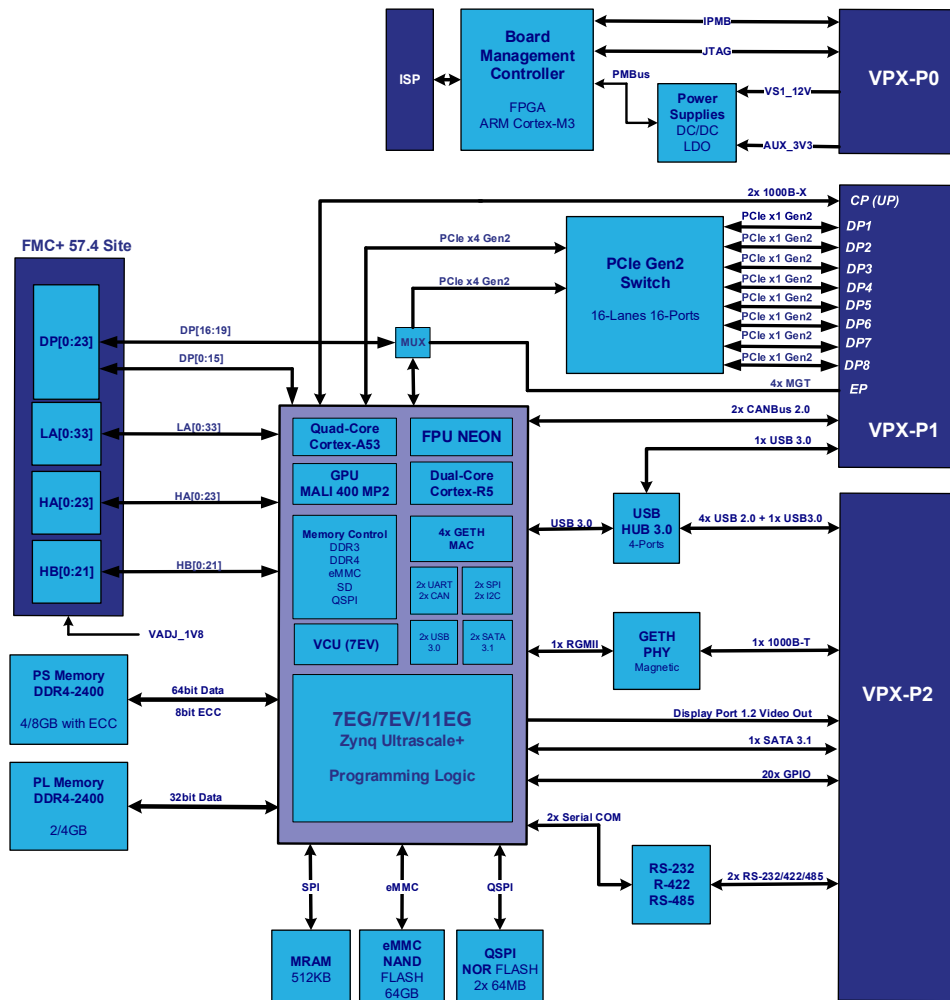 ISP
Board
Management
Controller
FPGA
ARM Cortex-M3
IPMB
JTAG
PMBus
Power
Supplies
DC/DC
LDO
VS1_12V
AUX_3V3
VPX-P0
2x 1000B-X
CP (UP)
PCIe x4 Gen2
PCIe x4 Gen2
PCIe Gen2
Switch
16-Lanes 16-Ports
PCIe x1 Gen2
DP1
PCIe x1 Gen2
DP2
PCIe x1 Gen2
DP3
PCIe x1 Gen2
DP4
PCIe x1 Gen2
DP5
PCIe x1 Gen2
DP6
PCIe x1 Gen2
DP7
PCIe x1 Gen2
DP8
4x MGT
EP
2x CANBus 2.0
1x USB 3.0
VPX-P1
FMC+ 57.4 Site
DP[0:23]
LA[0:33]
HA[0:23]
HB[0:21]
DP[16:19]
DP[0:15]
LA[0:33]
HA[0:23]
HB[0:21]
VADJ_1V8
MUX
Quad-Core
Cortex-A53
FPU NEON
GPU
MALI 400 MP2
Dual-Core
Cortex-R5
Memory Control
DDR3
DDR4
eMMC
SD
QSPI
4x GETH
MAC
2x UART
2x CAN
2x SPI
2x I2C
VCU (7EV)
2x USB
3.0
2x SATA
3.1
7EG/7EV/11EG
Zynq Ultrascale+
Programming Logic
USB 3.0
USB
HUB 3.0
4-Ports
4x USB 2.0 + 1x USB3.0
1x RGMII
GETH
PHY
Magnetic
1x 1000B-T
VPX-P2
Display Port 1.2 Video Out
1x SATA 3.1
20x GPIO
2x Serial COM
RS-232
R-422
RS-485
2x RS-232/422/485
PS Memory
DDR4-2400
4/8GB with ECC
64bit Data
8bit ECC
PL Memory
DDR4-2400
2/4GB
32bit Data
SPI
eMMC
QSPI
MRAM
512KB
eMMC
NAND
FLASH
64GB
QSPI
NOR FLASH
2x 64MB